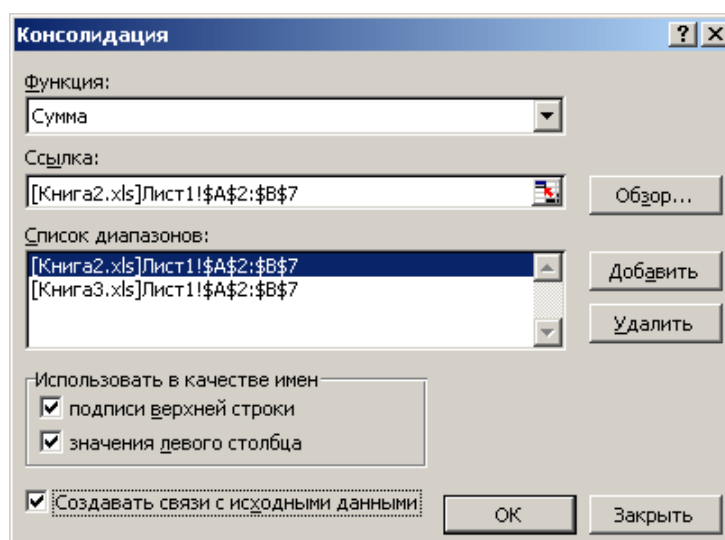 Консолидация
Функция:
Сумма
Ссылка:
[Книга2.xls]Лист1!$A$2:$B$7
Обзор...
Список диапазонов:
[Книга2.xls]Лист1!$A$2:$B$7
[Книга3.xls]Лист1!$A$2:$B$7
Добавить
Удалить
Использовать в качестве имен
подписи верхней строки
значения левого столбца
Создавать связи с исходными данными
ОК
Закрыть